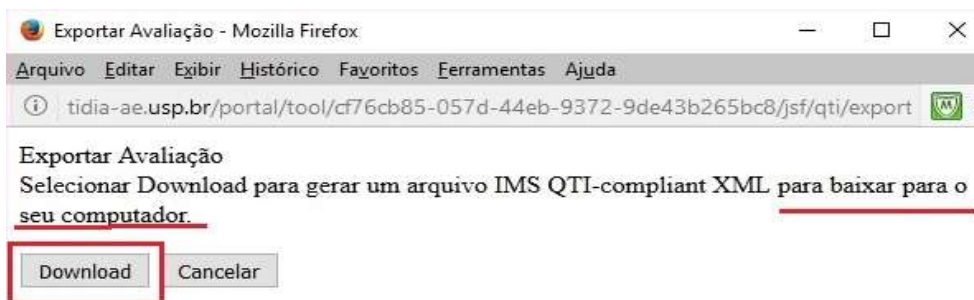 Exportar Avaliação - Mozilla Firefox
Arquivo Editar Exibir Histórico Favoritos Ferramentas Ajuda
tidia-ae.usp.br/portal/tool/cf76cb85-057d-44eb-9372-9de43b265bc8/jsf/qti/export
Exportar Avaliação
Selecionar Download para gerar um arquivo IMS QTI-compliant XML para baixar para o
seu computador.
Download Cancelar